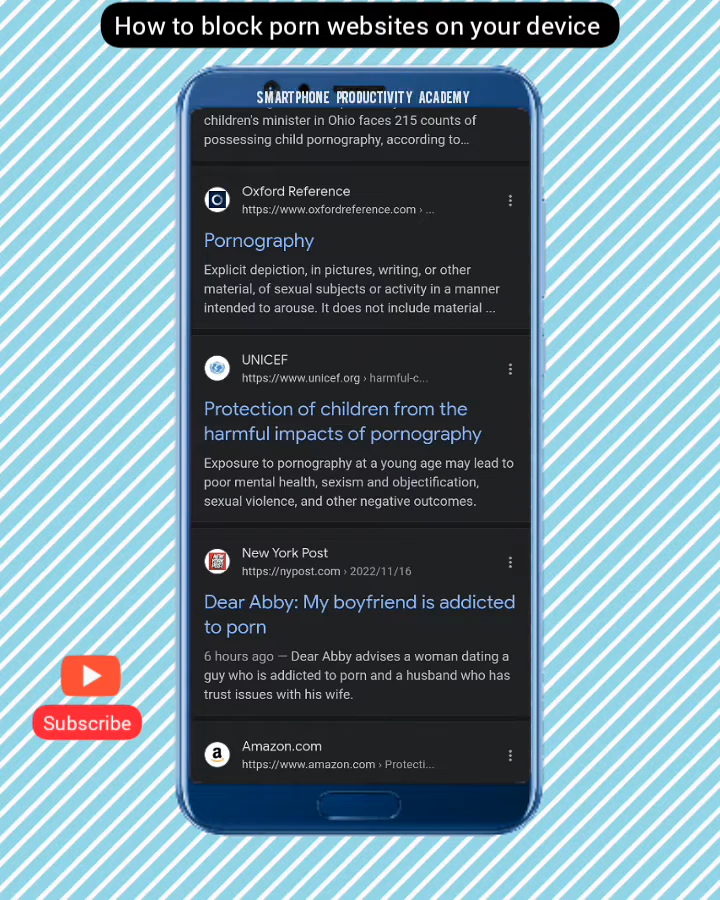 How to block porn websites on your device
SMARTPHONE PRODUCTIVITY ACADEMY
children's minister in Ohio faces 215 counts of
possessing child pornography, according to...
Oxford Reference
https://www.oxfordreference.com › ...
Pornography
Explicit depiction, in pictures, writing, or other
material, of sexual subjects or activity in a manner
intended to arouse. It does not include material ...
UNICEF
https://www.unicef.org › harmful-c...
Protection of children from the
harmful impacts of pornography
Exposure to pornography at a young age may lead to
poor mental health, sexism and objectification,
sexual violence, and other negative outcomes.
NEW YORK POST
New York Post
https://nypost.com › 2022/11/16
Dear Abby: My boyfriend is addicted
to porn
6 hours ago — Dear Abby advises a woman dating a
guy who is addicted to porn and a husband who has
trust issues with his wife.
Subscribe
a
Amazon.com
https://www.amazon.com › Protecti...